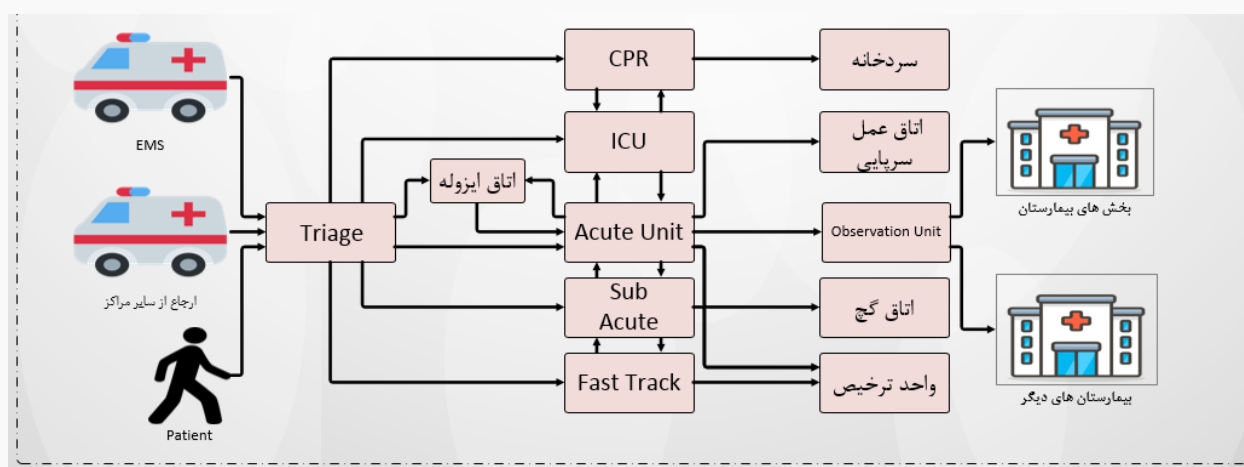 EMS
ارجاع از سایر مراکز
Patient
Triage
اتاق ایزوله
CPR
ICU
Acute Unit
Sub
Acute
Fast Track
سردخانه
اتاق عمل
سرپایی
Observation Unit
اتاق گچ
واحد ترخیص
بخش های بیمارستان
بیمارستان های دیگر